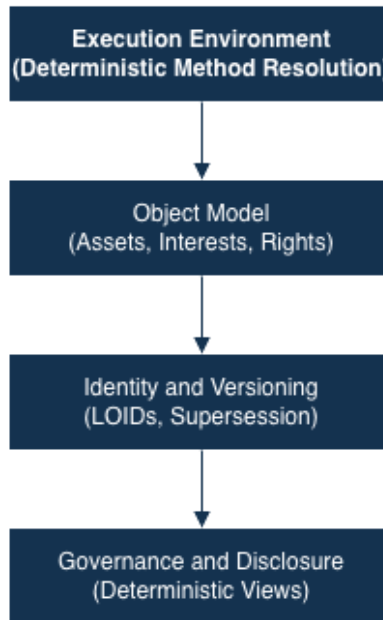 Execution Environment
(Deterministic Method Resolution)
Object Model
(Assets, Interests, Rights)
Identity and Versioning
(LOIDs, Supersession)
Governance and Disclosure
(Deterministic Views)